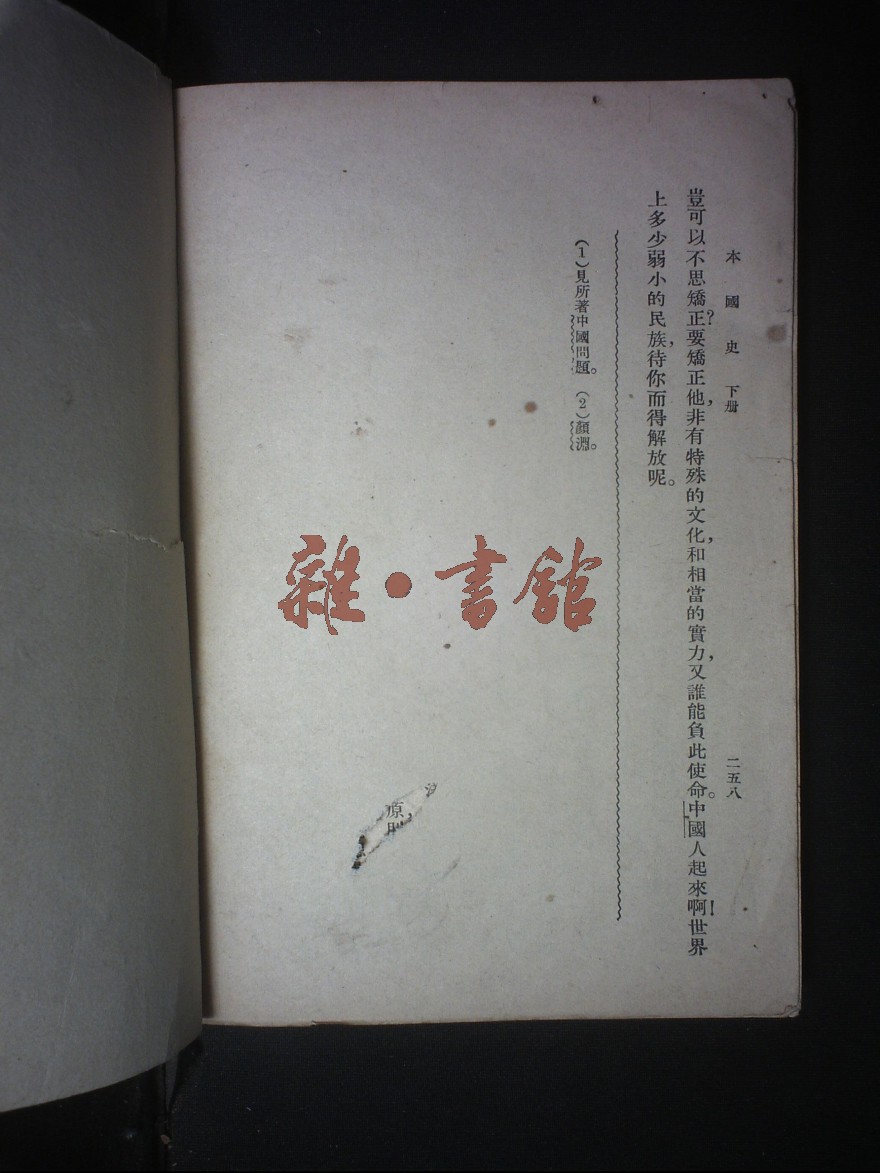 本國史 下册 二五八
豈可以不思矯正?要矯正他,非有特殊的文化,和相當的實力,又誰能負此使命。中國人起來啊!世界
上多少弱小的民族,待你而得解放呢。
(1)見所著中國問題。 (2)顏淵。
雜·書館
原,